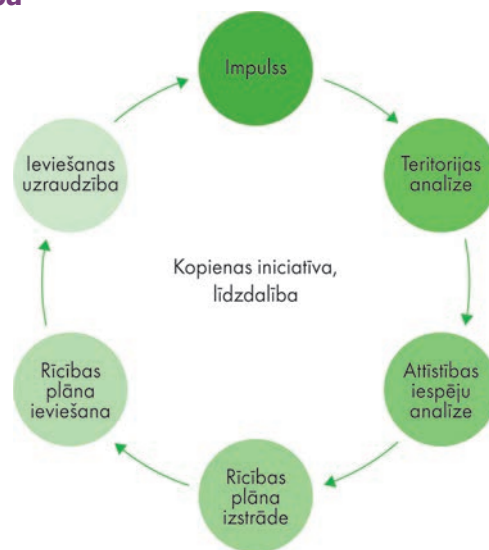 Impulss
Teritorijas
analīze
Attīstības
iespēju
analīze
Rīcības
plāna
izstrāde
Rīcības
plāna
ieviešana
Ieviešanas
uzraudzība
Kopienas iniciatīva,
līdzdalība